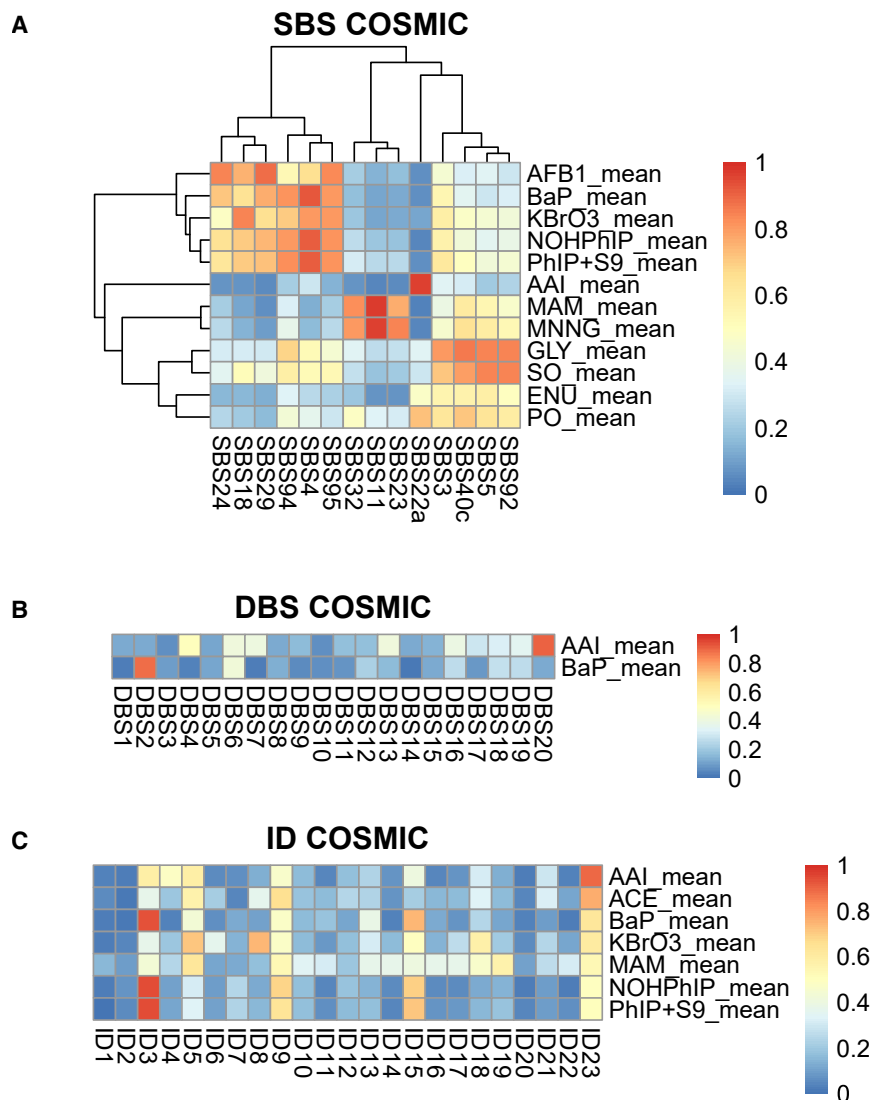 A
SBS COSMIC
AFB1_mean
BaP_mean
KBrO3_mean
NOHPhIP_mean
PhIP+S9_mean
AAI_mean
MAM_mean
MNNG_mean
GLY_mean
SO_mean
ENU_mean
PO_mean
SBS24 SBS18 SBS29 SBS94 SBS4 SBS95 SBS32 SBS11 SBS23 SBS22a SBS3 SBS40c SBS5 SBS92
1
0.8
0.6
0.4
0.2
0
B
DBS COSMIC
AAI_mean
BaP_mean
DBS1 DBS2 DBS3 DBS4 DBS5 DBS6 DBS7 DBS8 DBS9 DBS10 DBS11 DBS12 DBS13 DBS14 DBS15 DBS16 DBS17 DBS18 DBS19 DBS20
1
0.8
0.6
0.4
0.2
0
C
ID COSMIC
AAI_mean
ACE_mean
BaP_mean
KBrO3_mean
MAM_mean
NOHPhIP_mean
PhIP+S9_mean
ID1 ID2 ID3 ID4 ID5 ID6 ID7 ID8 ID9 ID10 ID11 ID12 ID13 ID14 ID15 ID16 ID17 ID18 ID19 ID20 ID21 ID22 ID23
1
0.8
0.6
0.4
0.2
0